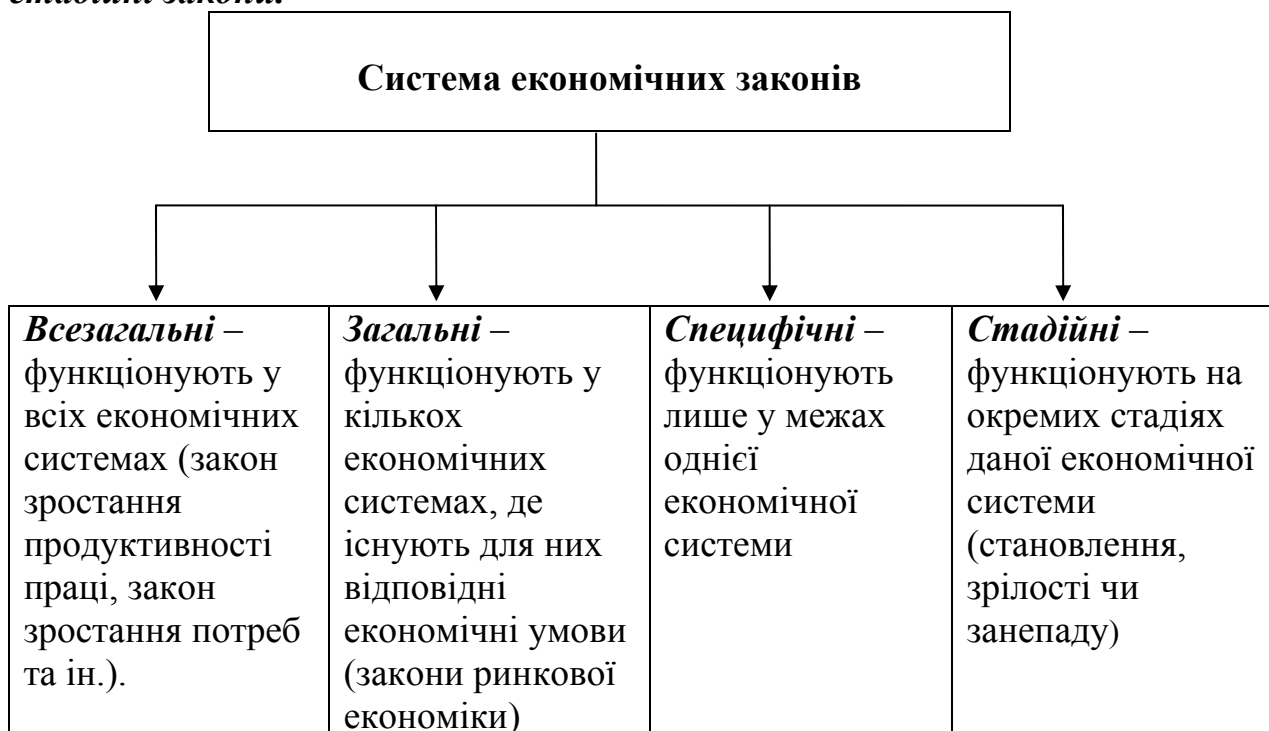 Система економічних законів
Всезагальні –
функціонують у
всіх економічних
системах (закон
зростання
продуктивності
праці, закон
зростання потреб
та ін.).
Загальні –
функціонують у
кількох
економічних
системах, де
існують для них
відповідні
економічні умови
(закони ринкової
економіки)
Специфічні –
функціонують
лише у межах
однієї
економічної
системи
Стадійні –
функціонують на
окремих стадіях
даної економічної
системи
(становлення,
зрілості чи
занепаду)